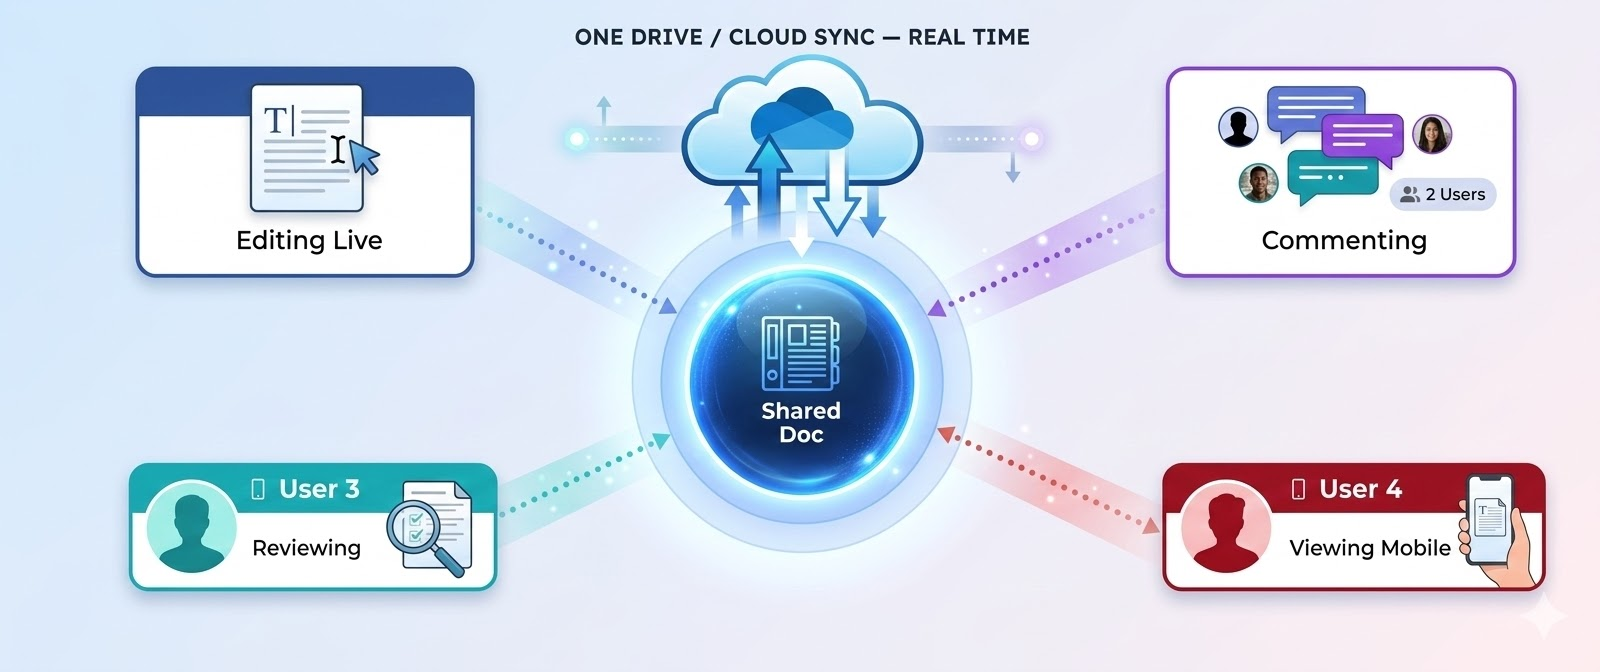 ONE DRIVE / CLOUD SYNC — REAL TIME
T
Editing Live
2 Users
Commenting
Shared
Doc
User 3
Reviewing
User 4
T
Viewing Mobile